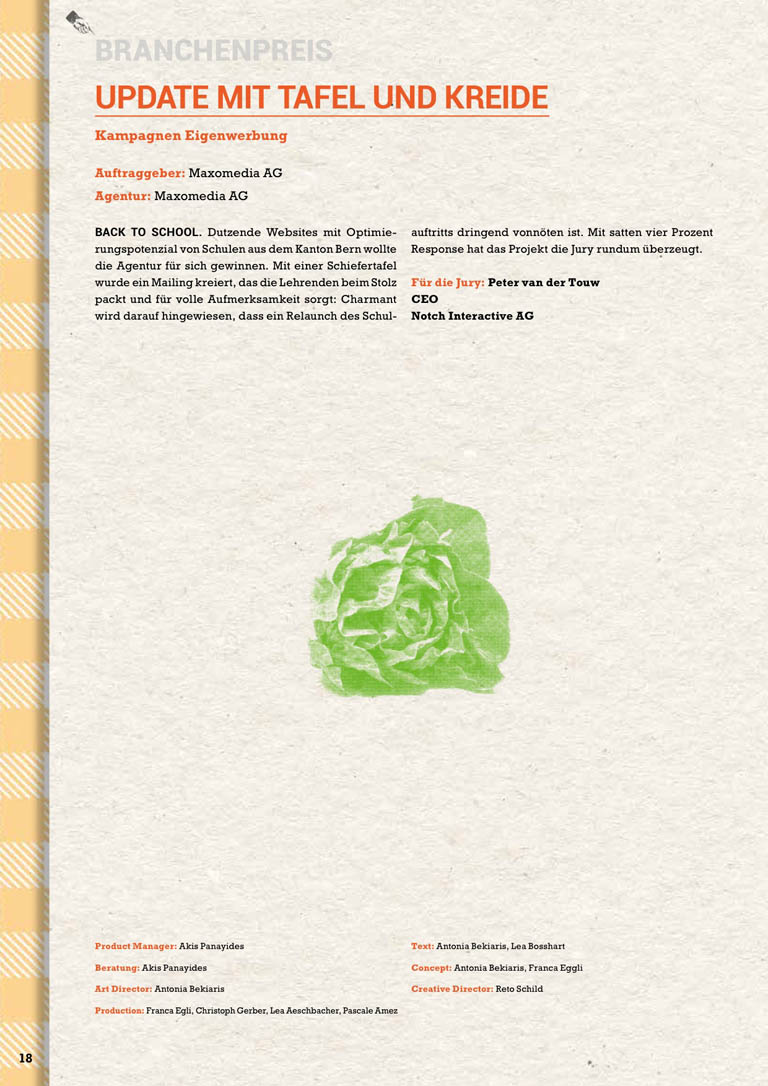 BRANCHENPREIS
UPDATE MIT TAFEL UND KREIDE
Kampagnen Eigenwerbung
Auftraggeber: Maxomedia AG
Agentur: Maxomedia AG
BACK TO SCHOOL. Dutzende Websites mit Optimie-
rungspotenzial von Schulen aus dem Kanton Bern wollte
die Agentur für sich gewinnen. Mit einer Schiefertafel
wurde ein Mailing kreiert, das die Lehrenden beim Stolz
packt und für volle Aufmerksamkeit sorgt: Charmant
wird darauf hingewiesen, dass ein Relaunch des Schul-
auftritts dringend vonnöten ist. Mit satten vier Prozent
Response hat das Projekt die Jury rundum überzeugt.
Für die Jury: Peter van der Touw
CEO
Notch Interactive AG
Product Manager: Akis Panayides
Beratung: Akis Panayides
Art Director: Antonia Bekiaris
Production: Franca Egli, Christoph Gerber, Lea Aeschbacher, Pascale Amez
Text: Antonia Bekiaris, Lea Bosshart
Concept: Antonia Bekiaris, Franca Eggli
Creative Director: Reto Schild
18